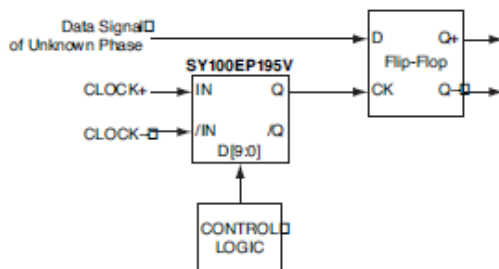 Data Signal□
of Unknown Phase
D Q+
Flip-Flop
CK Q-□
SY100EP195V
CLOCK+
IN Q
CLOCK-□
/IN /Q
D[9:0]
CONTROL□
LOGIC